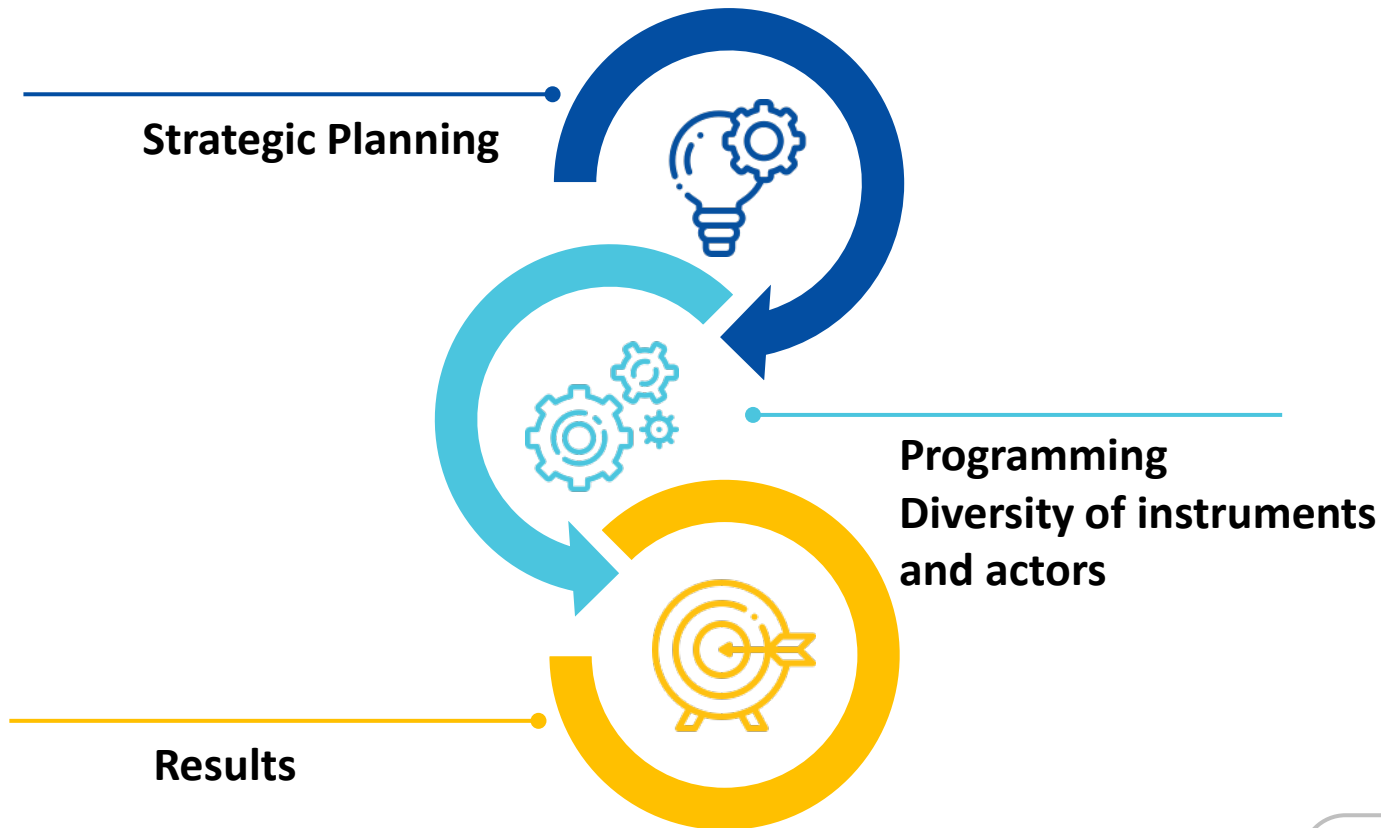 Strategic Planning
Programming
Diversity of instruments
and actors
Results